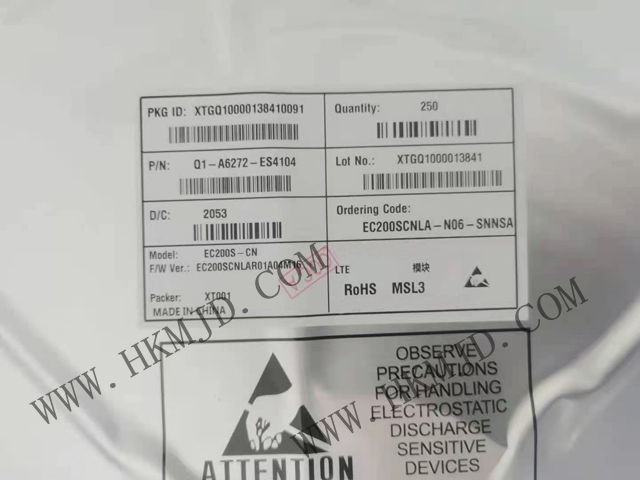 PKG ID: XTGQ10000138410091
Quantity: 250
P/N: Q1-A6272-ES4104
Lot No.: XTGQ1000013841
D/C: 2053
Ordering Code:
EC200SCNLA-N06-SNNSA
Model: EC200S-CN
F/W Ver.: EC200SCNLAR01A04M16
LTE 模块
Packer: XT001
RoHS MSL3
MADE IN CHINA
WWW.HKMJD.COM
WWW.HKMJD.COM
OBSERVE
PRECAUTIONS
FOR HANDLING
ELECTROSTATIC
DISCHARGE
SENSITIVE
DEVICES
ATTENTION